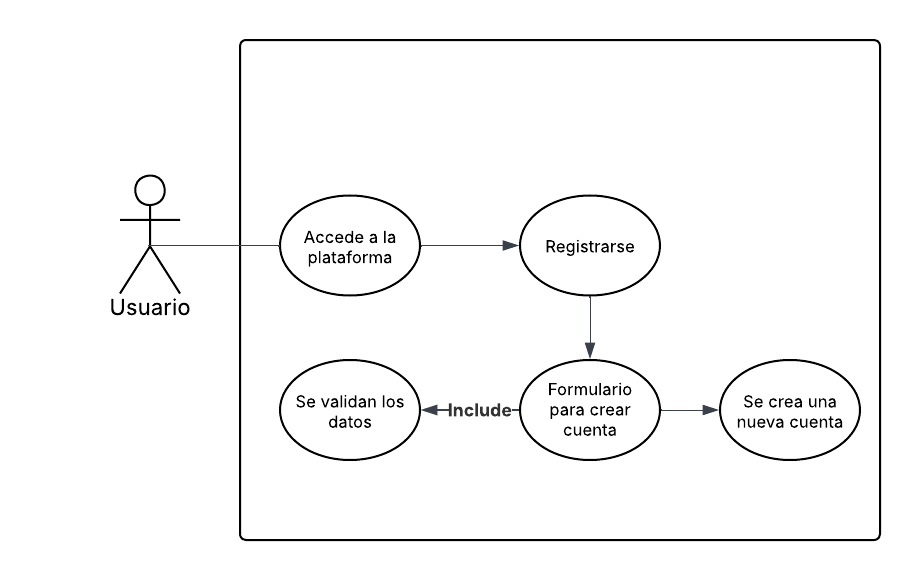 Accede a la
plataforma
Registrarse
Usuario
Se validan los
datos
Include
Formulario
para crear
cuenta
Se crea una
nueva cuenta